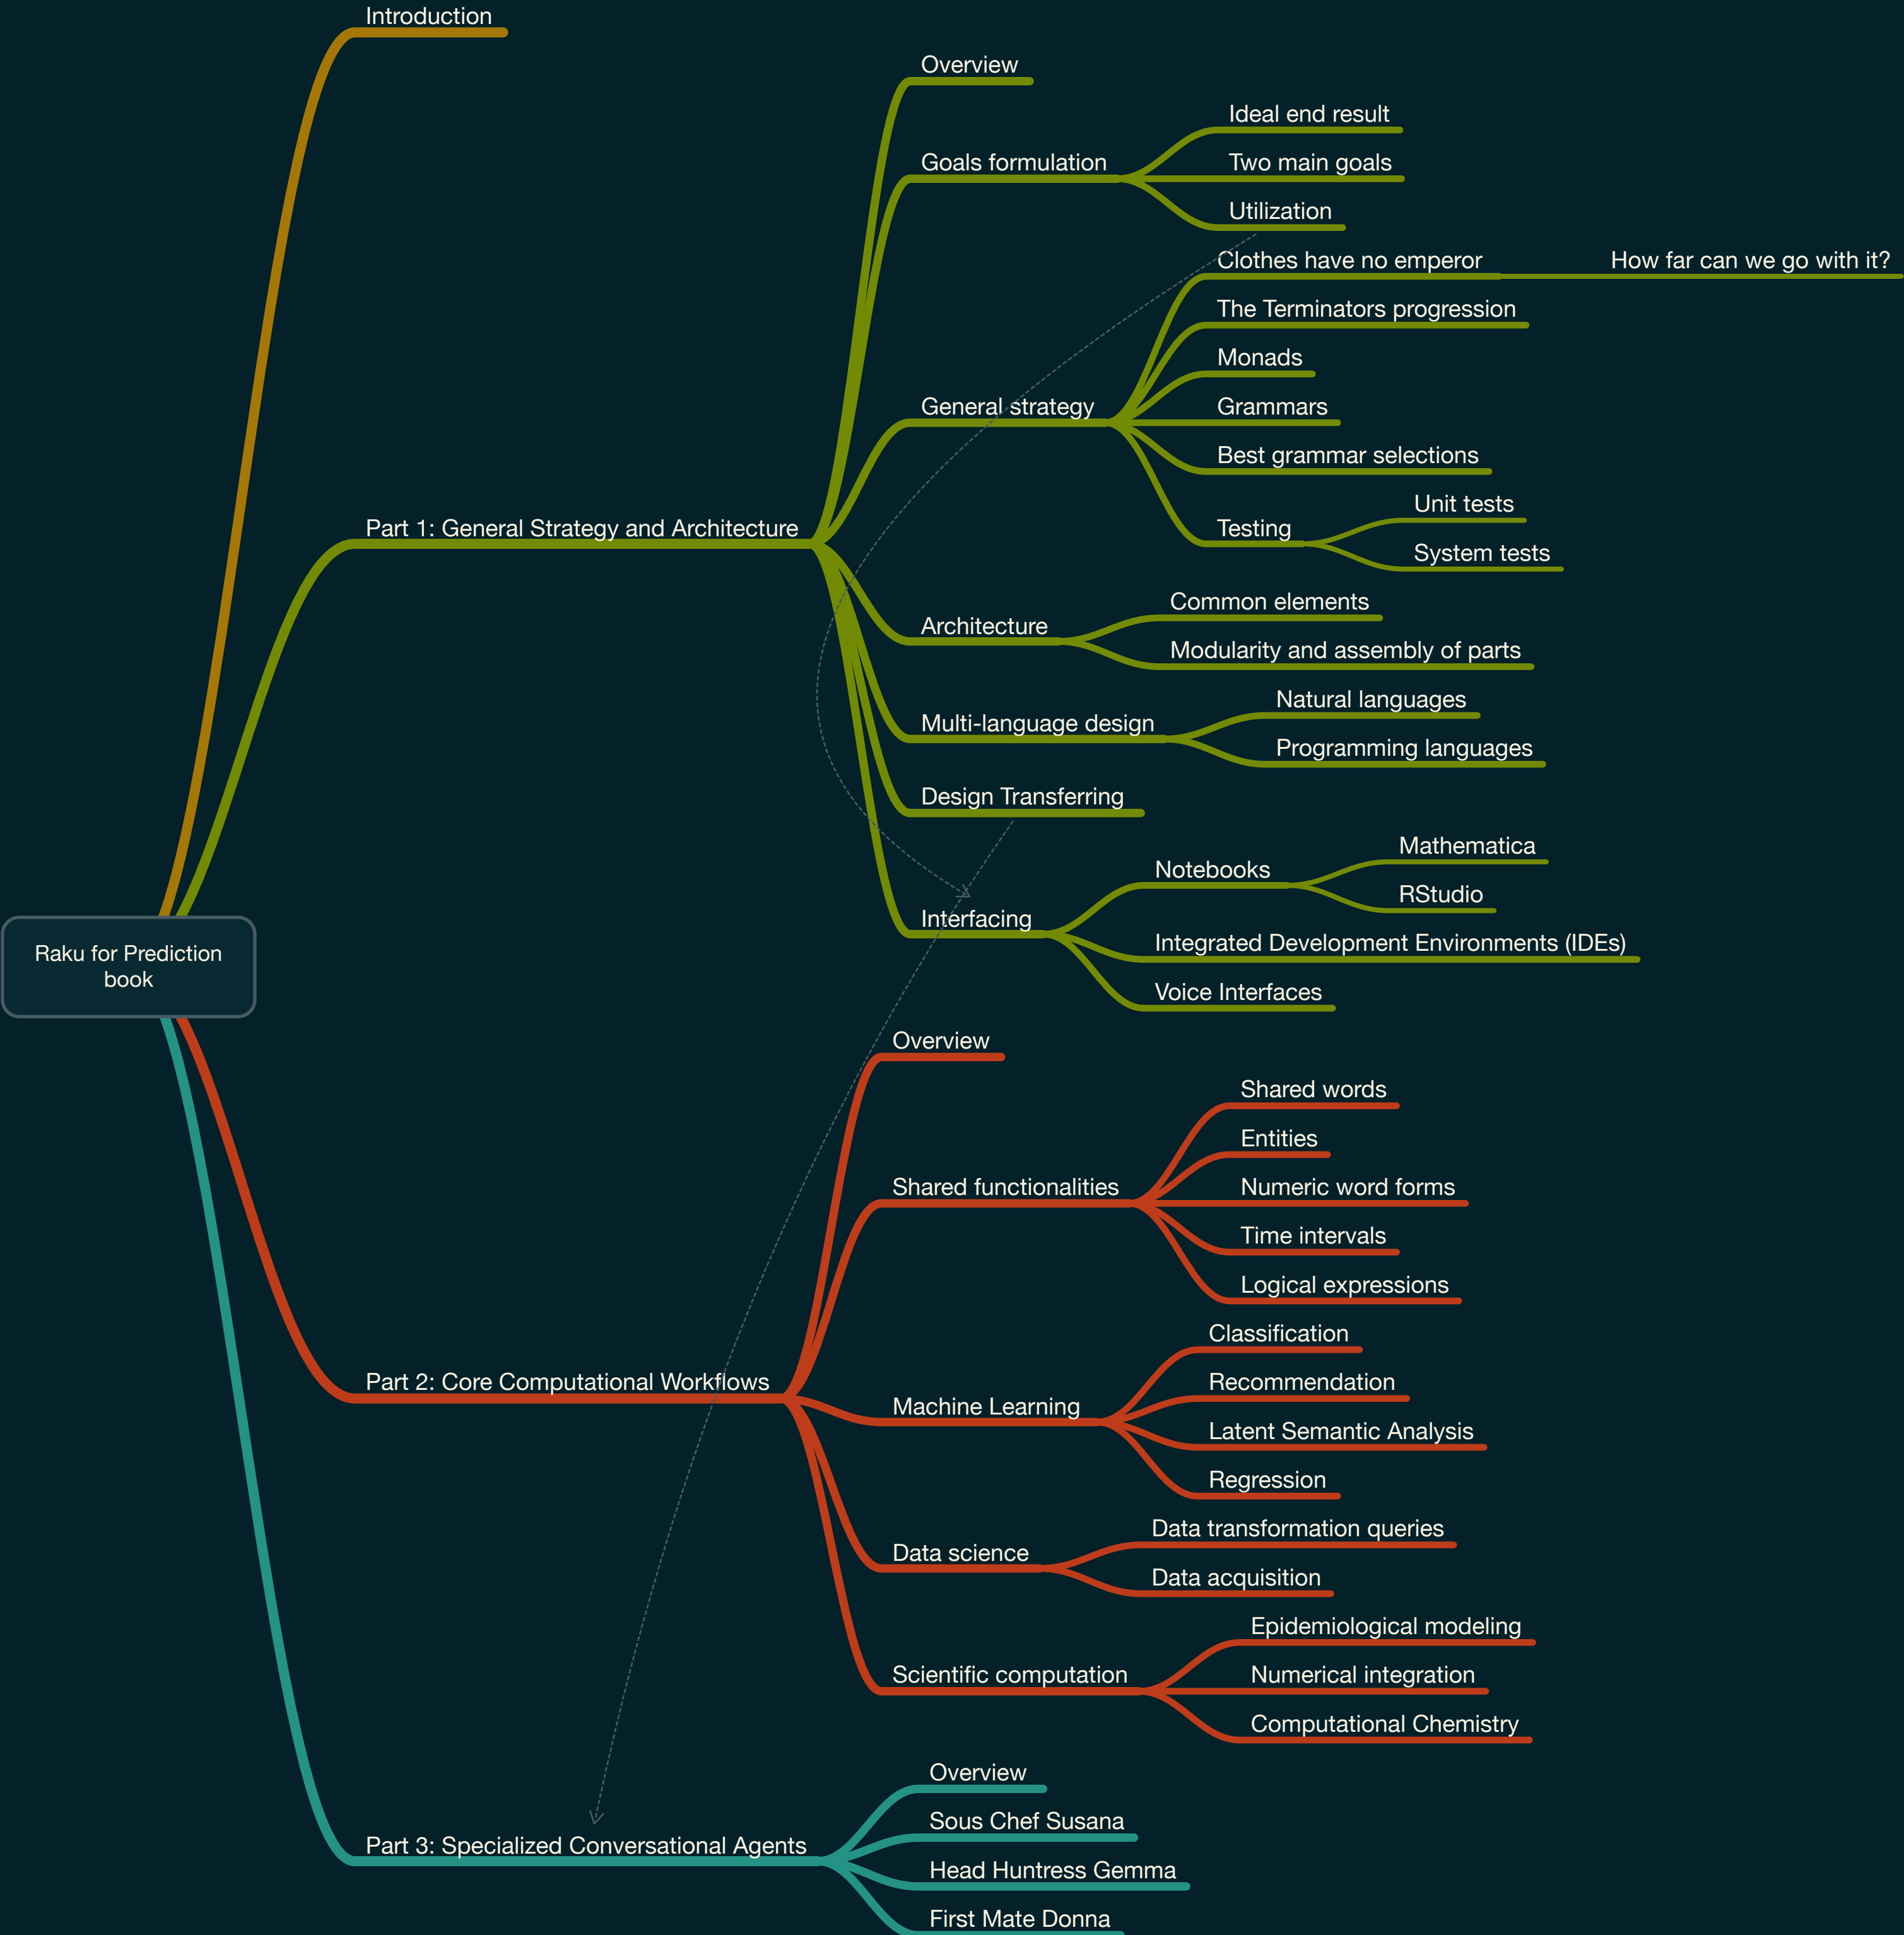 Introduction
Overview
Ideal end result
Goals formulation
Two main goals
Utilization
Clothes have no emperor
How far can we go with it?
The Terminators progression
Monads
General strategy
Grammars
Best grammar selections
Unit tests
Part 1: General Strategy and Architecture
Testing
System tests
Common elements
Architecture
Modularity and assembly of parts
Natural languages
Multi-language design
Programming languages
Design Transferring
Mathematica
Notebooks
RStudio
Interfacing
Integrated Development Environments (IDEs)
Voice Interfaces
Raku for Prediction
book
Overview
Shared words
Entities
Shared functionalities
Numeric word forms
Time intervals
Logical expressions
Classification
Part 2: Core Computational Workflows
Recommendation
Machine Learning
Latent Semantic Analysis
Regression
Data transformation queries
Data science
Data acquisition
Epidemiological modeling
Scientific computation
Numerical integration
Computational Chemistry
Overview
Sous Chef Susana
Part 3: Specialized Conversational Agents
Head Huntress Gemma
First Mate Donna